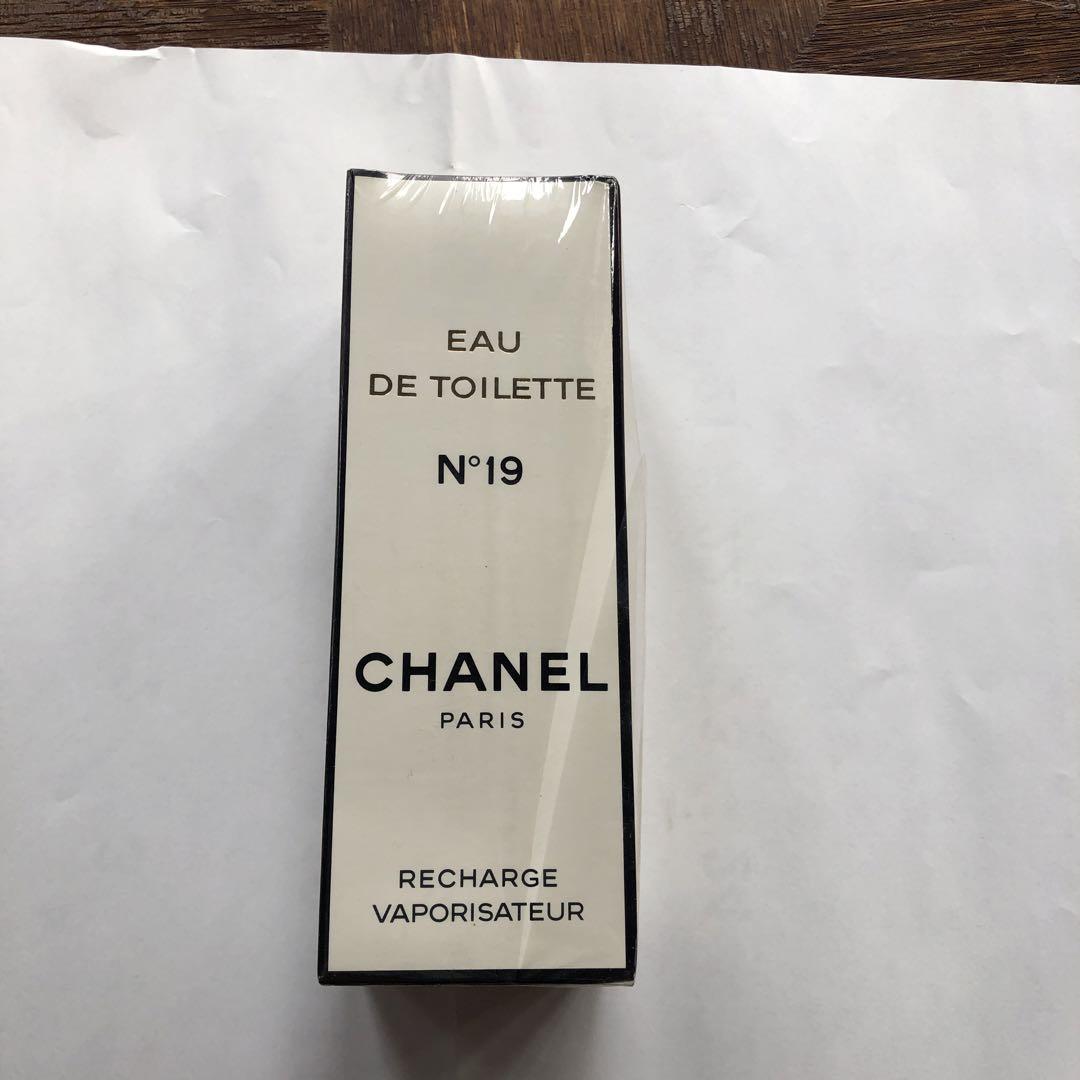 EAU
DE TOILETTE
N°19
CHANEL
PARIS
RECHARGE
VAPORISATEUR